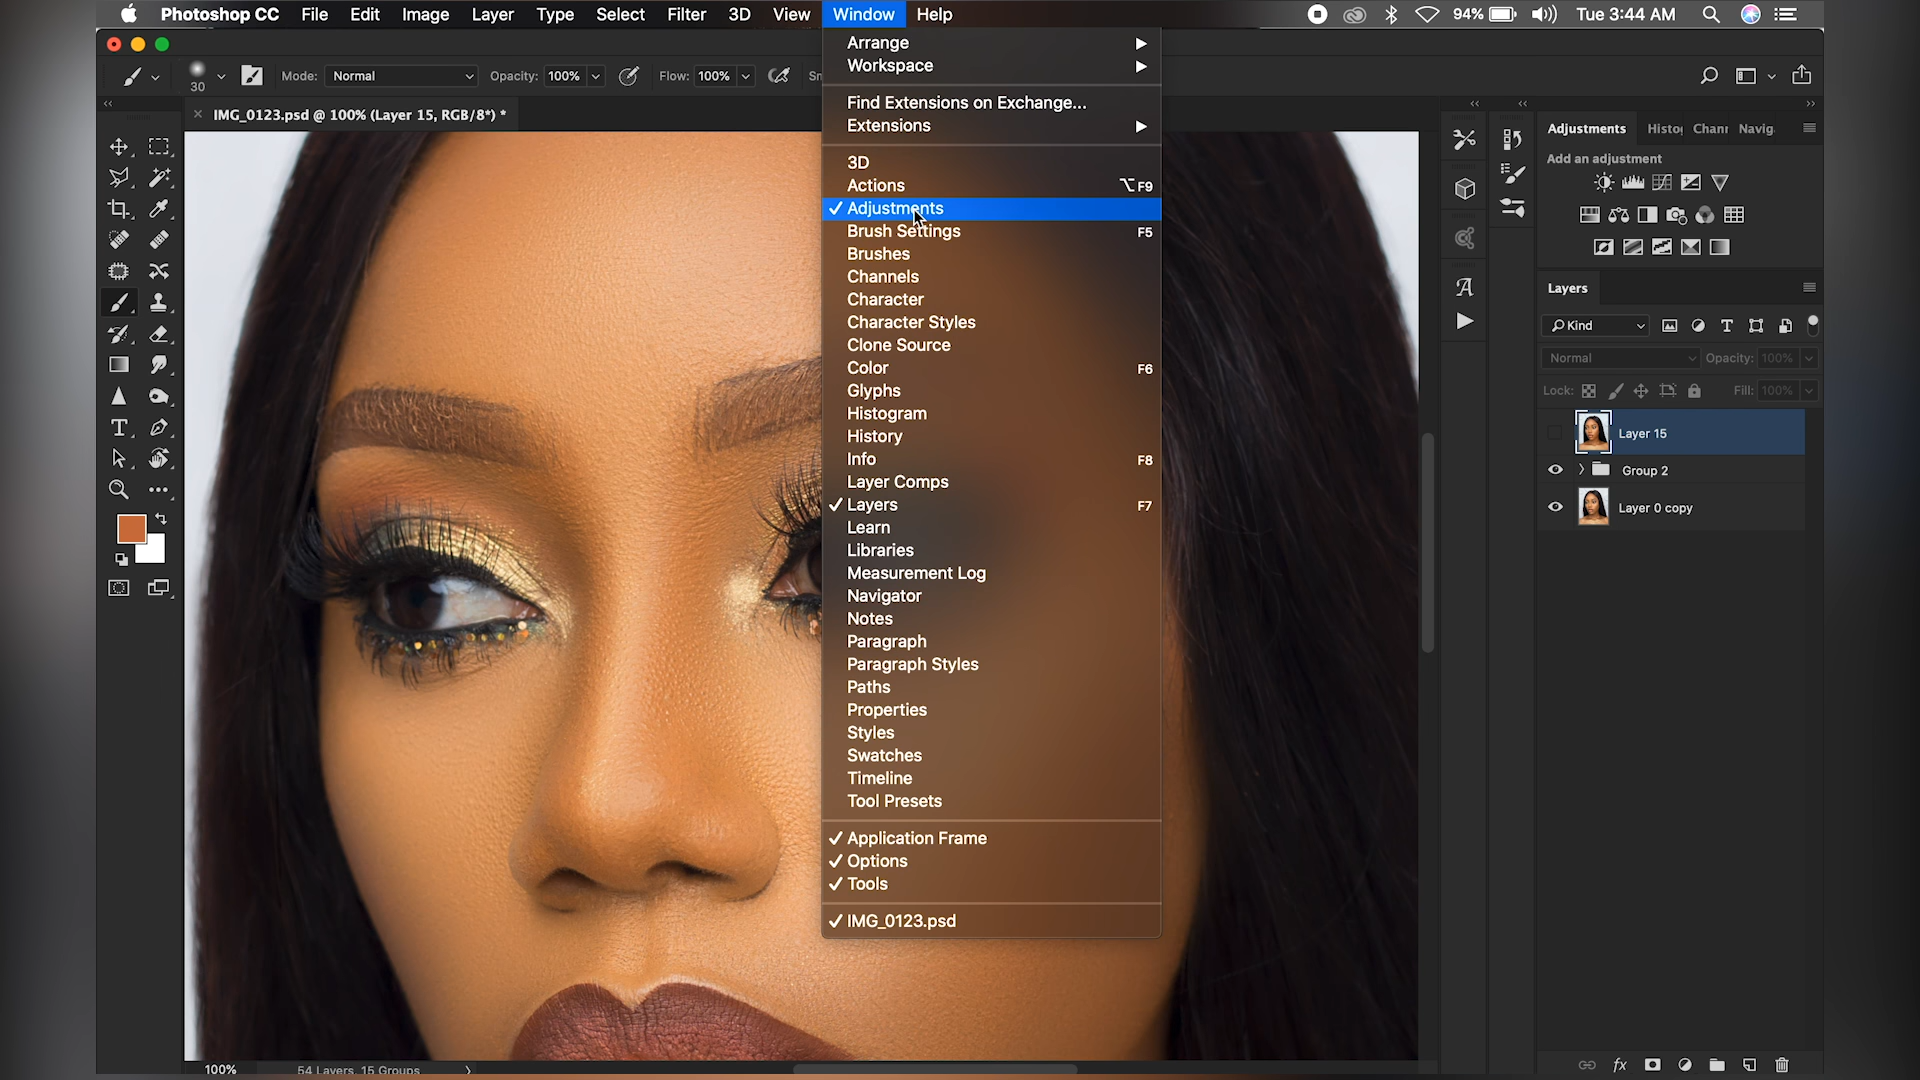 Photoshop CC File Edit Image Layer Type Select Filter 3D View Window Help 94% Tue 3:44 AM
30 Mode: Normal Opacity: 100% Flow: 100% Sm
IMG_0123.psd @ 100% (Layer 15, RGB/8*) *
Arrange
Workspace
Find Extensions on Exchange...
Extensions
3D
Actions ⌥F9
Adjustments
Brush Settings F5
Brushes
Channels
Character
Character Styles
Clone Source
Color F6
Glyphs
Histogram
History
Info F8
Layer Comps
Layers F7
Learn
Libraries
Measurement Log
Navigator
Notes
Paragraph
Paragraph Styles
Paths
Properties
Styles
Swatches
Timeline
Tool Presets
Application Frame
Options
Tools
IMG_0123.psd
Adjustments Histo Chann Navig
Add an adjustment
Layers
Kind
Normal Opacity: 100%
Lock: Fill: 100%
Layer 15
Group 2
Layer 0 copy
fx
100% 54 Layers, 15 Groups